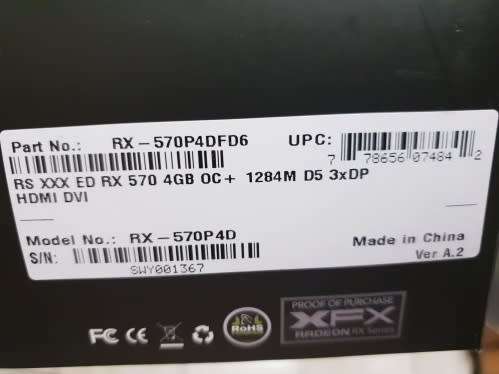 Part No.: RX-570P4DFD6 UPC:
7 78656 07484 2
RS XXX ED RX 570 4GB OC+ 1284M D5 3xDP
HDMI DVI
Model No.: RX-570P4D
Made in China
S/N:
Ver A.2
SWY001367
FC CE
RoHS
PROOF OF PURCHASE
XFX
RADEON RX Series